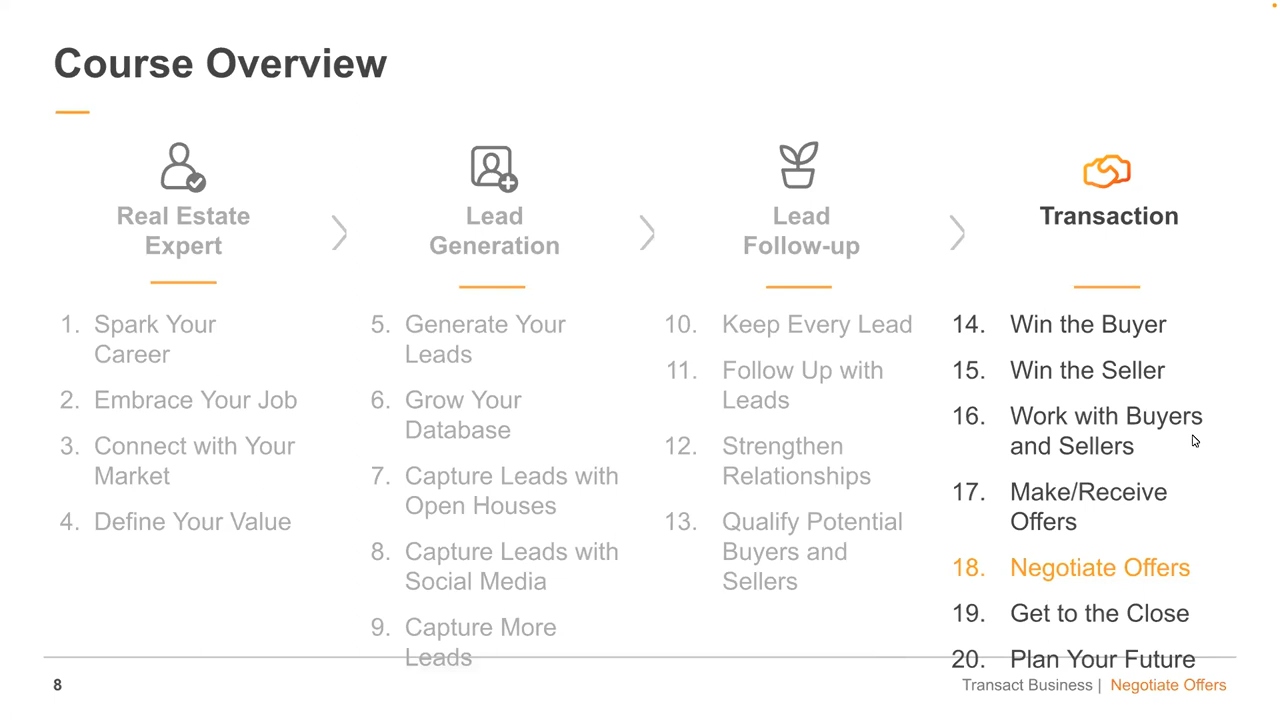 Course Overview
Real Estate
Expert
1. Spark Your
Career
2. Embrace Your Job
3. Connect with Your
Market
4. Define Your Value
Lead
Generation
5. Generate Your
Leads
6. Grow Your
Database
7. Capture Leads with
Open Houses
8. Capture Leads with
Social Media
9. Capture More
Leads
Lead
Follow-up
10. Keep Every Lead
11. Follow Up with
Leads
12. Strengthen
Relationships
13. Qualify Potential
Buyers and
Sellers
Transaction
14. Win the Buyer
15. Win the Seller
16. Work with Buyers
and Sellers
17. Make/Receive
Offers
18. Negotiate Offers
19. Get to the Close
20. Plan Your Future
8
Transact Business | Negotiate Offers